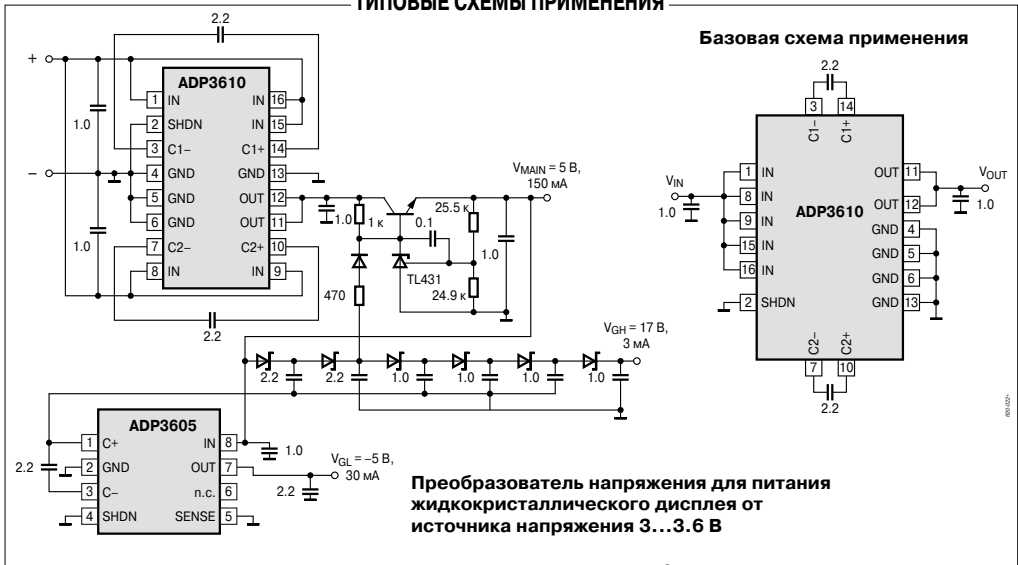 ТИПОВЫЕ СХЕМЫ ПРИМЕНЕНИЯ
2.2
+
ADP3610
1 IN IN 16
2 SHDN IN 15
3 C1− C1+ 14
4 GND GND 13
5 GND OUT 12
6 GND OUT 11
7 C2− C2+ 10
8 IN IN 9
1.0
−
1.0
2.2
1.0
1 к
0.1
25.5 к
TL431
24.9 к
1.0
470
VMAIN = 5 В,
150 мА
VGH = 17 В,
3 мА
2.2 2.2 1.0 1.0 1.0 1.0
ADP3605
1 C+ IN 8
2 GND OUT 7
3 C− n.c. 6
4 SHDN SENSE 5
2.2
1.0
VGL = −5 В,
30 мА
2.2
Базовая схема применения
2.2
3 14
C1− C1+
VIN
1.0
1 IN OUT 11
8 IN OUT 12
9 IN GND 4
15 IN GND 5
16 IN GND 6
2 SHDN GND 13
ADP3610
VOUT
1.0
C2− C2+
7 10
2.2
Преобразователь напряжения для питания
жидкокристаллического дисплея от
источника напряжения 3...3.6 В